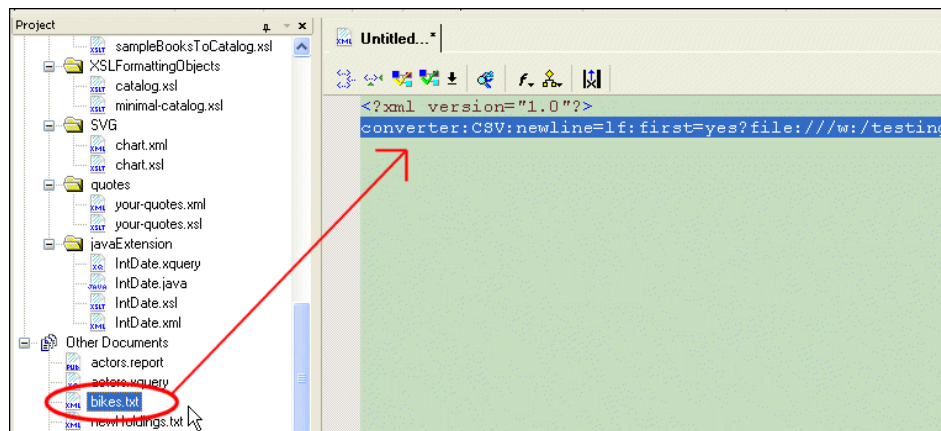 Project
sampleBooksToCatalog.xsl
XSLFormattingObjects
catalog.xsl
minimal-catalog.xsl
SVG
chart.xml
chart.xsl
quotes
your-quotes.xml
your-quotes.xsl
javaExtension
IntDate.xquery
IntDate.java
IntDate.xsl
IntDate.xml
Other Documents
actors.report
actors.xquery
bikes.txt
newHoldings.txt
Untitled...*
<?xml version="1.0"?>
converter:CSV:newline=lf:first=yes?file:///w:/testing